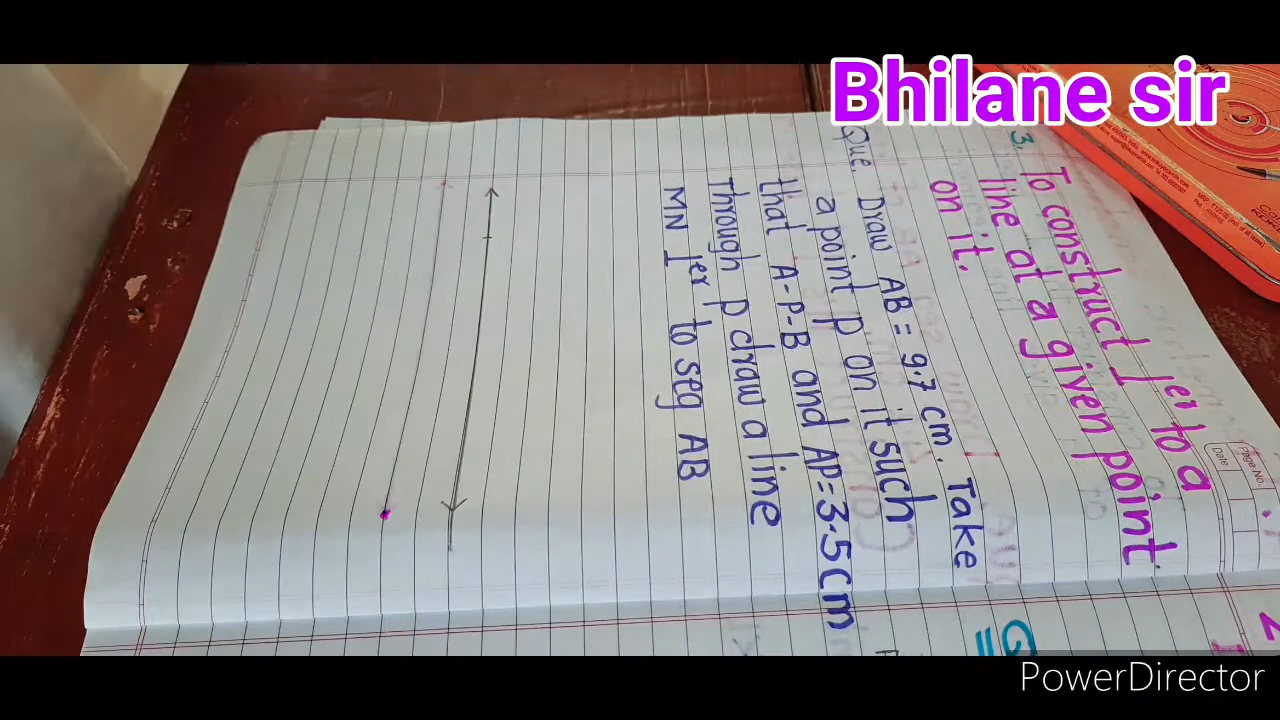 Bhilane sir
3. To construct ⊥er to a
line at a given point
on it.
Que. Draw AB = 9.7 cm. Take
a point p on it such
that A-P-B and AP=3.5cm
Through p draw a line
MN ⊥er to seg AB
Page No.
Date
PowerDirector